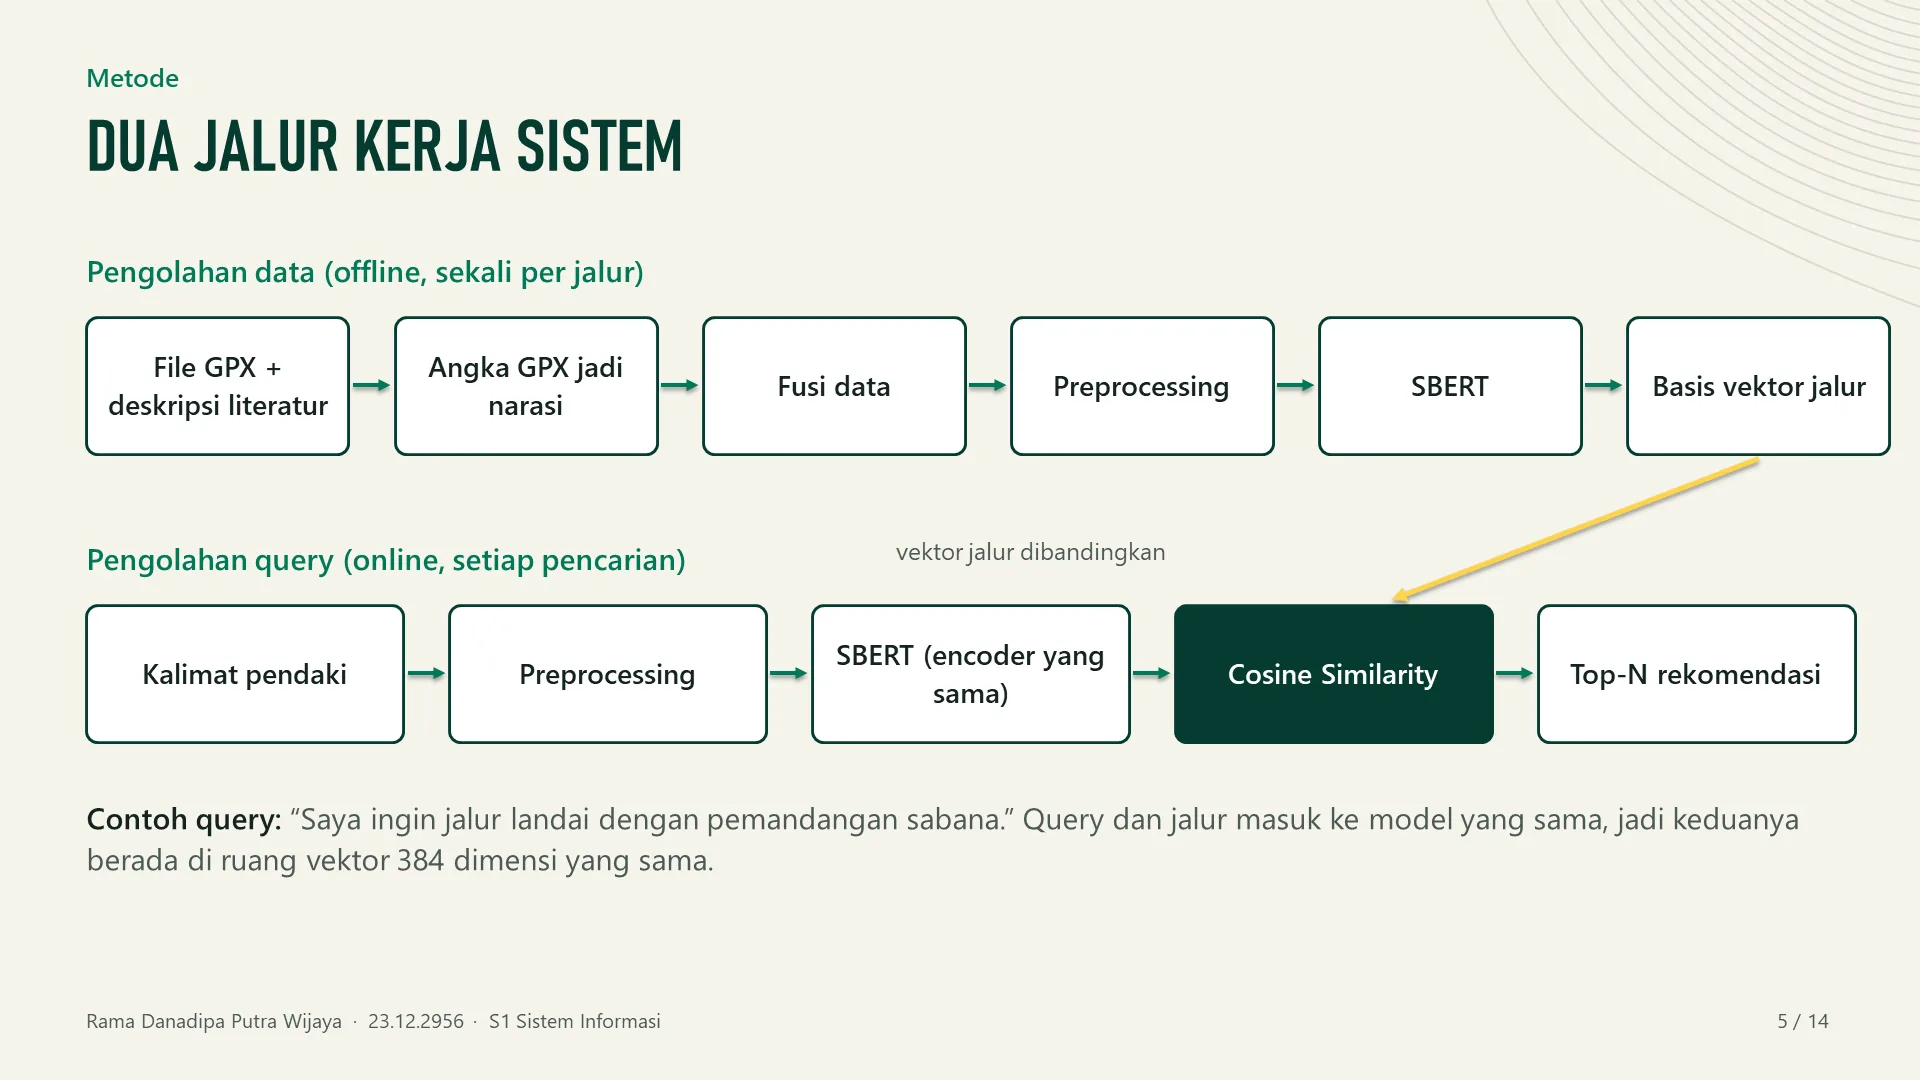 Metode
DUA JALUR KERJA SISTEM
Pengolahan data (offline, sekali per jalur)
File GPX +
deskripsi literatur
Angka GPX jadi
narasi
Fusi data
Preprocessing
SBERT
Basis vektor jalur
Pengolahan query (online, setiap pencarian)
vektor jalur dibandingkan
Kalimat pendaki
Preprocessing
SBERT (encoder yang
sama)
Cosine Similarity
Top-N rekomendasi
Contoh query: “Saya ingin jalur landai dengan pemandangan sabana.” Query dan jalur masuk ke model yang sama, jadi keduanya
berada di ruang vektor 384 dimensi yang sama.
Rama Danadipa Putra Wijaya · 23.12.2956 · S1 Sistem Informasi
5 / 14